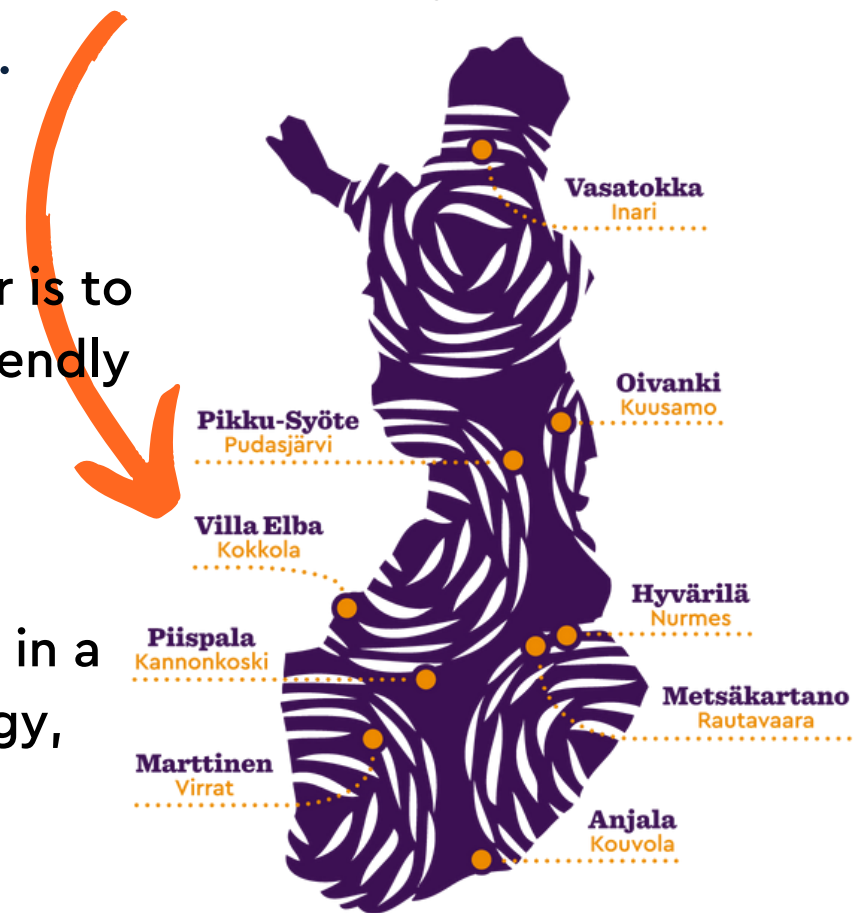 .
r is to
endly
in a
gy,
Vasatokka
Inari
Oivanki
Kuusamo
Pikku-Syöte
Pudasjärvi
Villa Elba
Kokkola
Hyvärilä
Nurmes
Piispala
Kannonkoski
Metsäkartano
Rautavaara
Marttinen
Virrat
Anjala
Kouvola